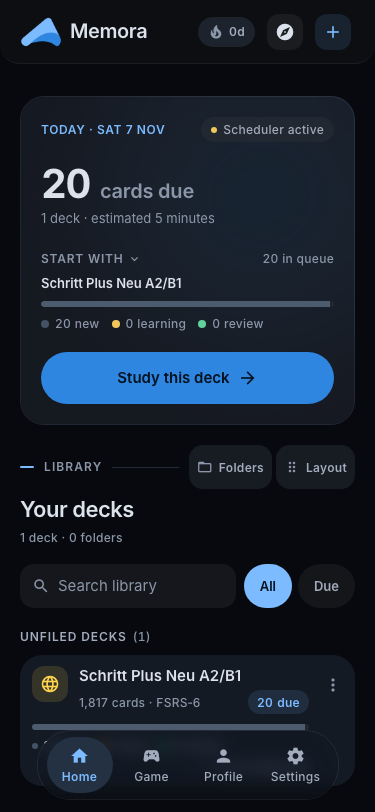 Memora
0d
TODAY · SAT 7 NOV
Scheduler active
20 cards due
1 deck · estimated 5 minutes
START WITH
20 in queue
Schritt Plus Neu A2/B1
20 new
0 learning
0 review
Study this deck
LIBRARY
Folders
Layout
Your decks
1 deck · 0 folders
Search library
All
Due
UNFILED DECKS (1)
Schritt Plus Neu A2/B1
1,817 cards · FSRS-6
20 due
Home
Game
Profile
Settings